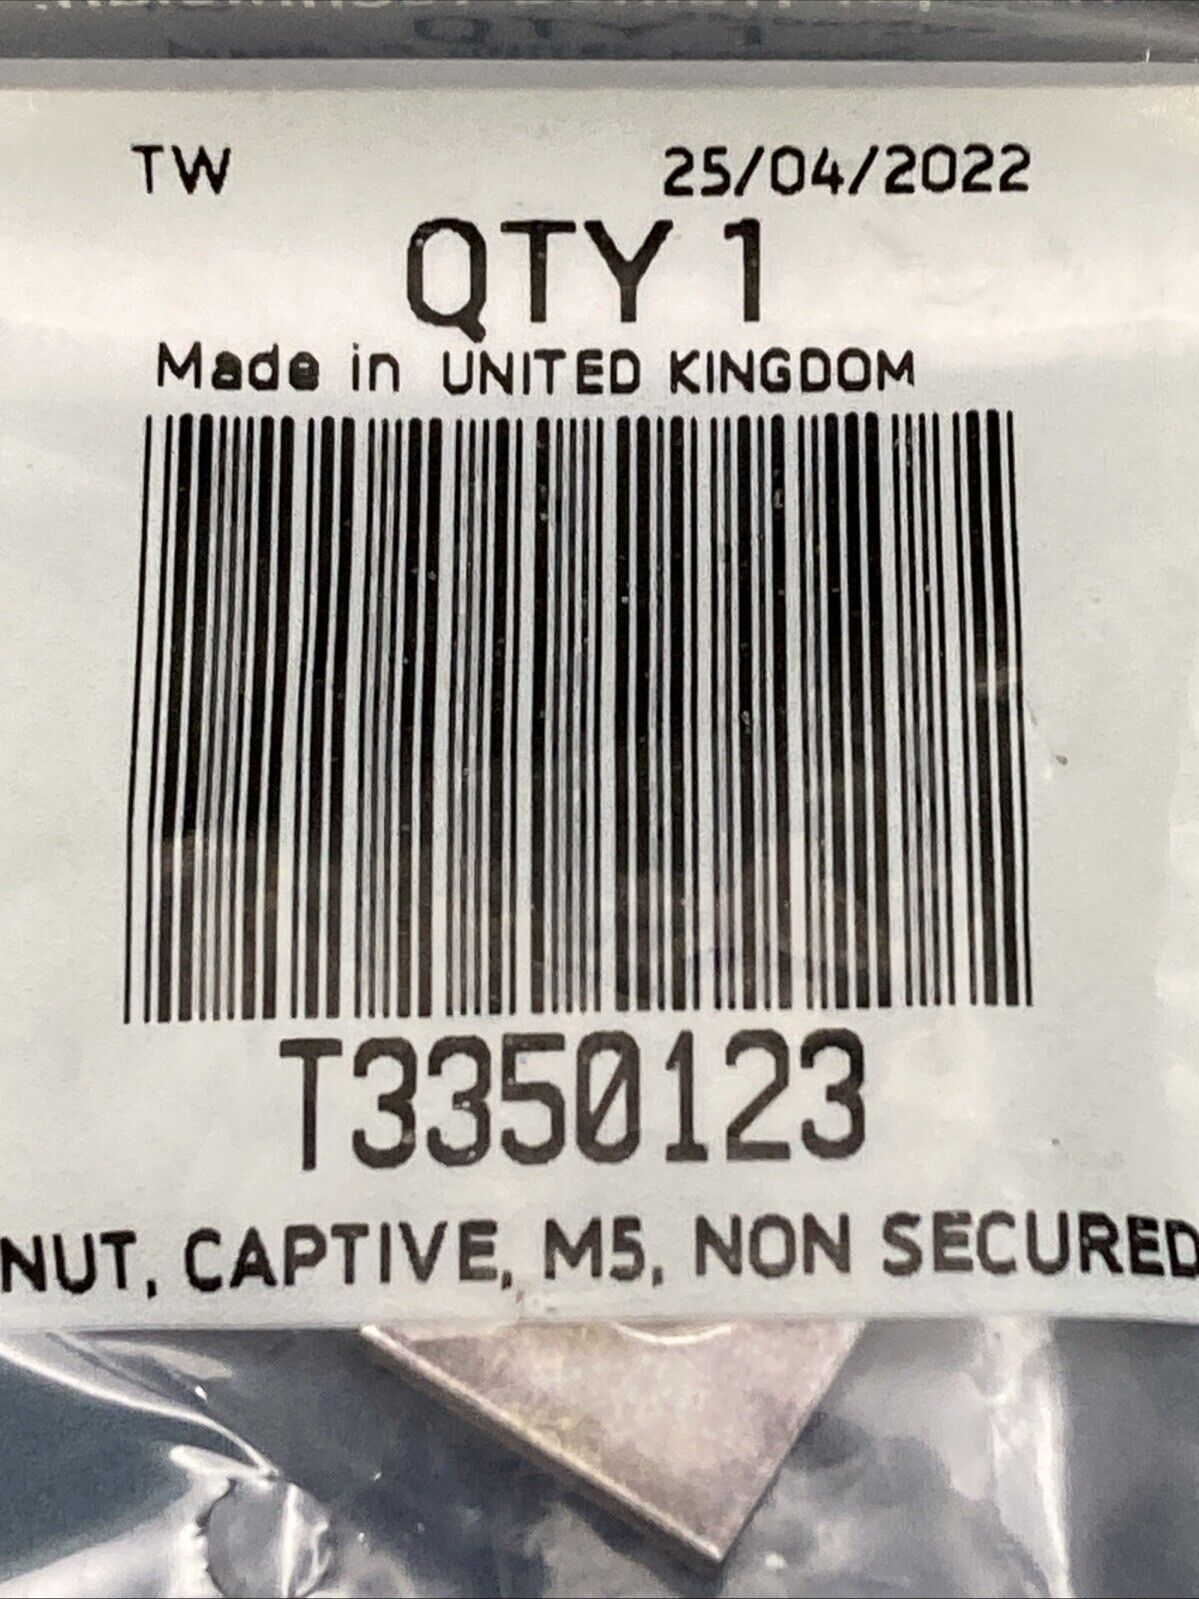 TW 25/04/2022
QTY 1
Made in UNITED KINGDOM
T3350123
NUT, CAPTIVE, M5, NON SECURED